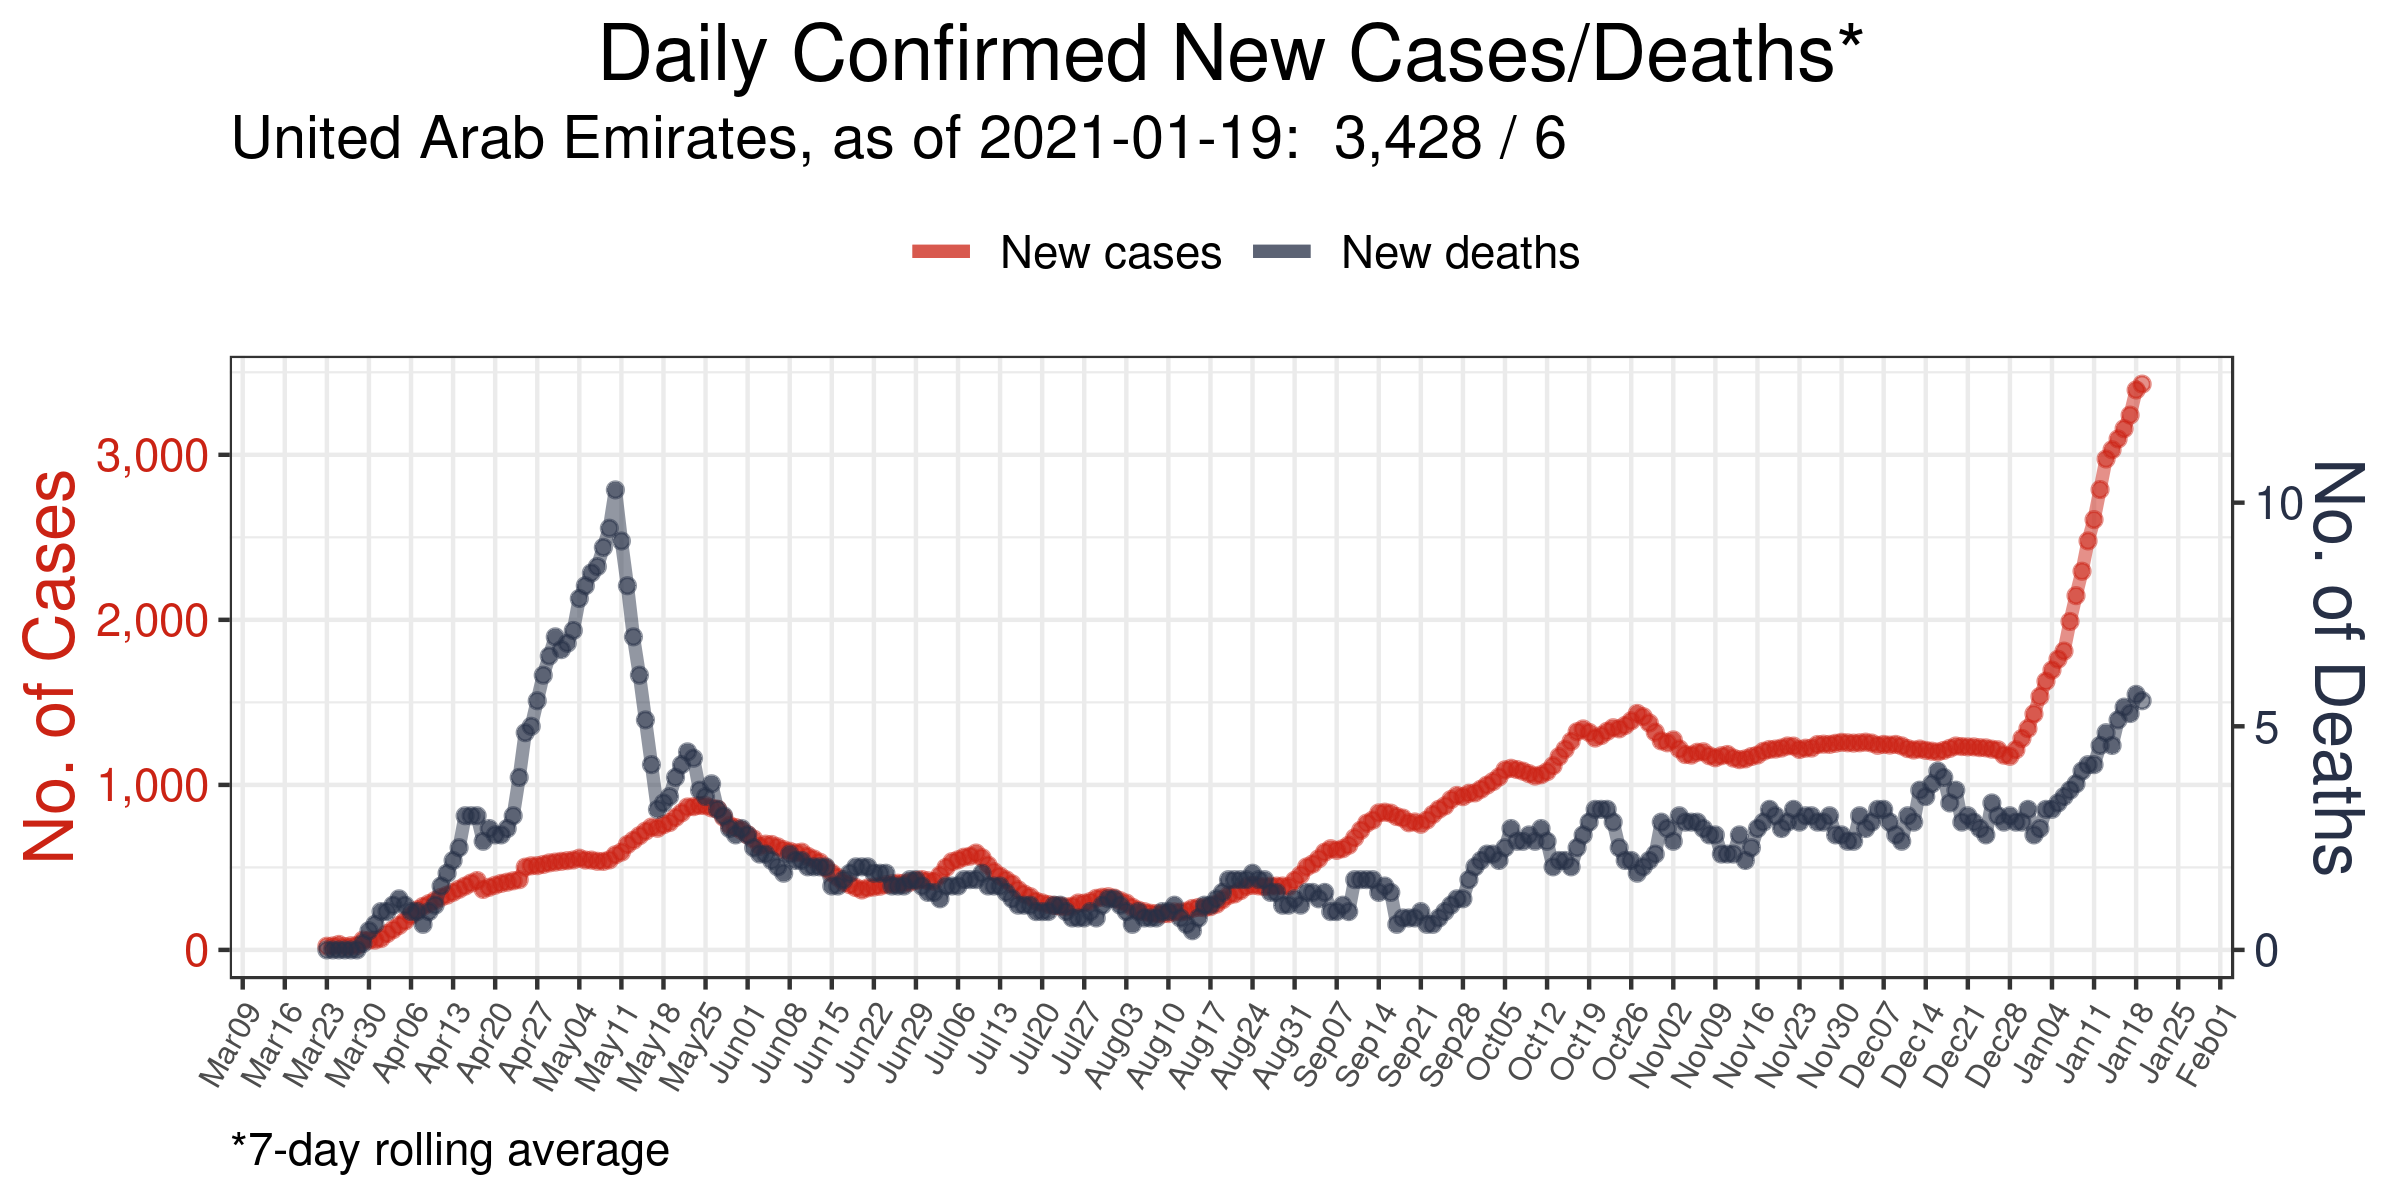 Daily Confirmed New Cases/Deaths*
United Arab Emirates, as of 2021-01-19:  3,428 / 6
New cases
New deaths
No. of Cases
3,000
2,000
1,000
0
10
5
0
No. of Deaths
Mar09
Mar16
Mar23
Mar30
Apr06
Apr13
Apr20
Apr27
May04
May11
May18
May25
Jun01
Jun08
Jun15
Jun22
Jun29
Jul06
Jul13
Jul20
Jul27
Aug03
Aug10
Aug17
Aug24
Aug31
Sep07
Sep14
Sep21
Sep28
Oct05
Oct12
Oct19
Oct26
Nov02
Nov09
Nov16
Nov23
Nov30
Dec07
Dec14
Dec21
Dec28
Jan04
Jan11
Jan18
Jan25
Feb01
*7-day rolling average